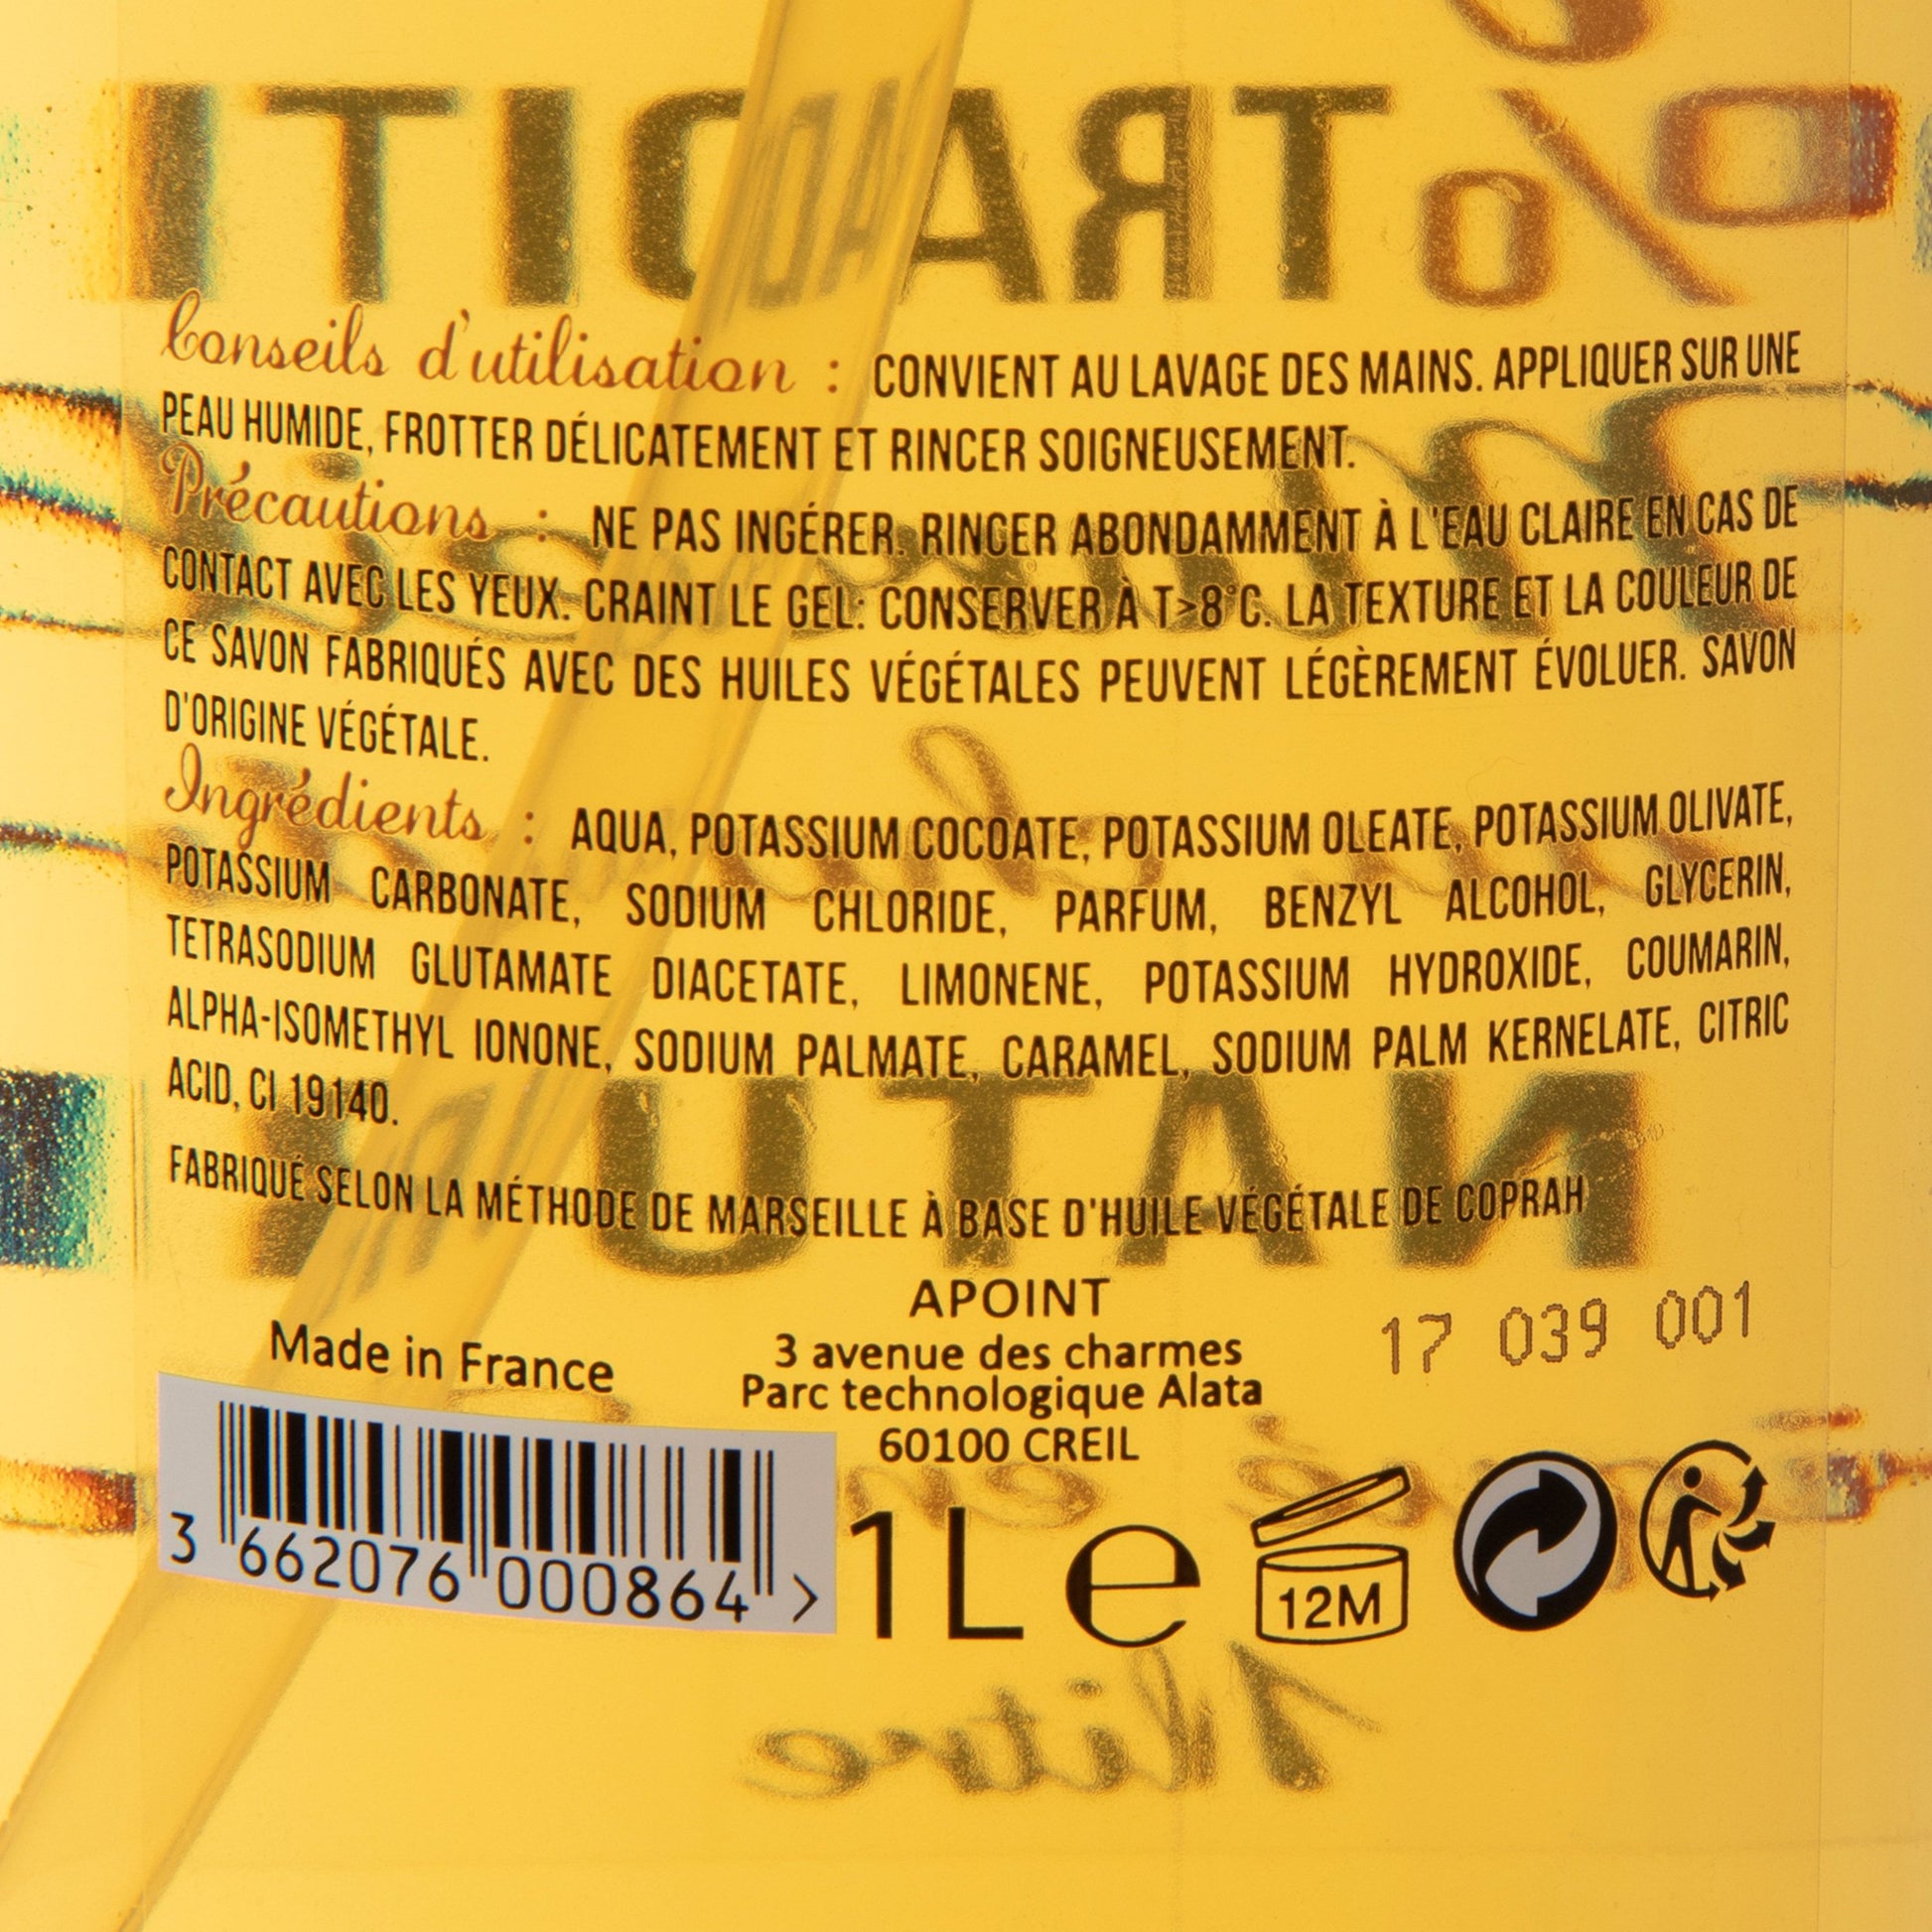 Conseils d'utilisation : CONVIENT AU LAVAGE DES MAINS. APPLIQUER SUR UNE
PEAU HUMIDE, FROTTER DÉLICATEMENT ET RINCER SOIGNEUSEMENT.
Précautions : NE PAS INGÉRER. RINCER ABONDAMMENT À L'EAU CLAIRE EN CAS DE
CONTACT AVEC LES YEUX. CRAINT LE GEL: CONSERVER À T>8°C. LA TEXTURE ET LA COULEUR DE
CE SAVON FABRIQUÉS AVEC DES HUILES VÉGÉTALES PEUVENT LÉGÈREMENT ÉVOLUER. SAVON
D'ORIGINE VÉGÉTALE.
Ingrédients : AQUA, POTASSIUM COCOATE, POTASSIUM OLEATE, POTASSIUM OLIVATE,
POTASSIUM CARBONATE, SODIUM CHLORIDE, PARFUM, BENZYL ALCOHOL, GLYCERIN,
TETRASODIUM GLUTAMATE DIACETATE, LIMONENE, POTASSIUM HYDROXIDE, COUMARIN,
ALPHA-ISOMETHYL IONONE, SODIUM PALMATE, CARAMEL, SODIUM PALM KERNELATE, CITRIC
ACID, CI 19140.
FABRIQUÉ SELON LA MÉTHODE DE MARSEILLE À BASE D'HUILE VÉGÉTALE DE COPRAH
Made in France
APOINT
3 avenue des charmes
Parc technologique Alata
60100 CREIL
17 039 001
3 662076 000864 >
1L e
12M
1 litre